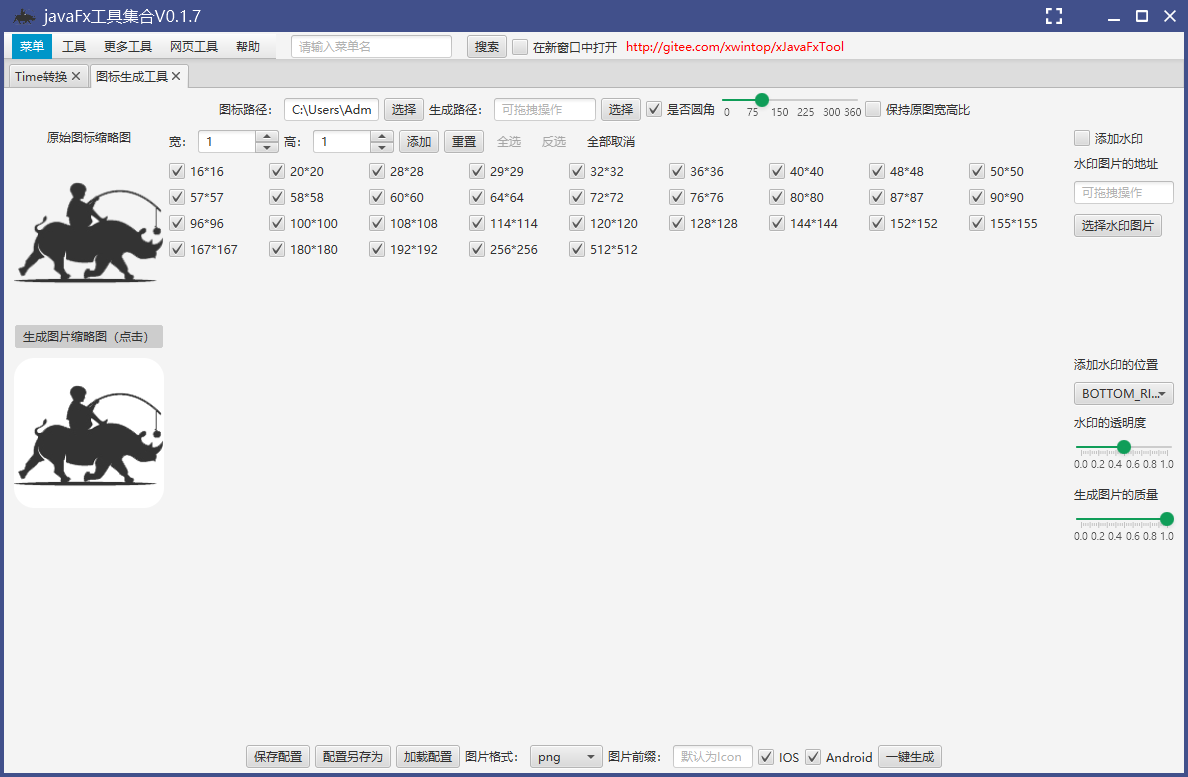 javaFx工具集合V0.1.7
菜单 工具 更多工具 网页工具 帮助 请输入菜单名 搜索 在新窗口中打开 http://gitee.com/xwintop/xJavaFxTool
Time转换 图标生成工具
图标路径: C:\Users\Adm 选择 生成路径: 可拖拽操作 选择 是否圆角 0 75 150 225 300 360 保持原图宽高比
原始图标缩略图 宽: 1 高: 1 添加 重置 全选 反选 全部取消 添加水印
水印图片的地址
16*16 20*20 28*28 29*29 32*32 36*36 40*40 48*48 50*50
57*57 58*58 60*60 64*64 72*72 76*76 80*80 87*87 90*90
可拖拽操作
96*96 100*100 108*108 114*114 120*120 128*128 144*144 152*152 155*155
选择水印图片
167*167 180*180 192*192 256*256 512*512
生成图片缩略图（点击）
添加水印的位置
BOTTOM_RI...
水印的透明度
0.0 0.2 0.4 0.6 0.8 1.0
生成图片的质量
0.0 0.2 0.4 0.6 0.8 1.0
保存配置 配置另存为 加载配置 图片格式: png 图片前缀: 默认为Icon IOS Android 一键生成